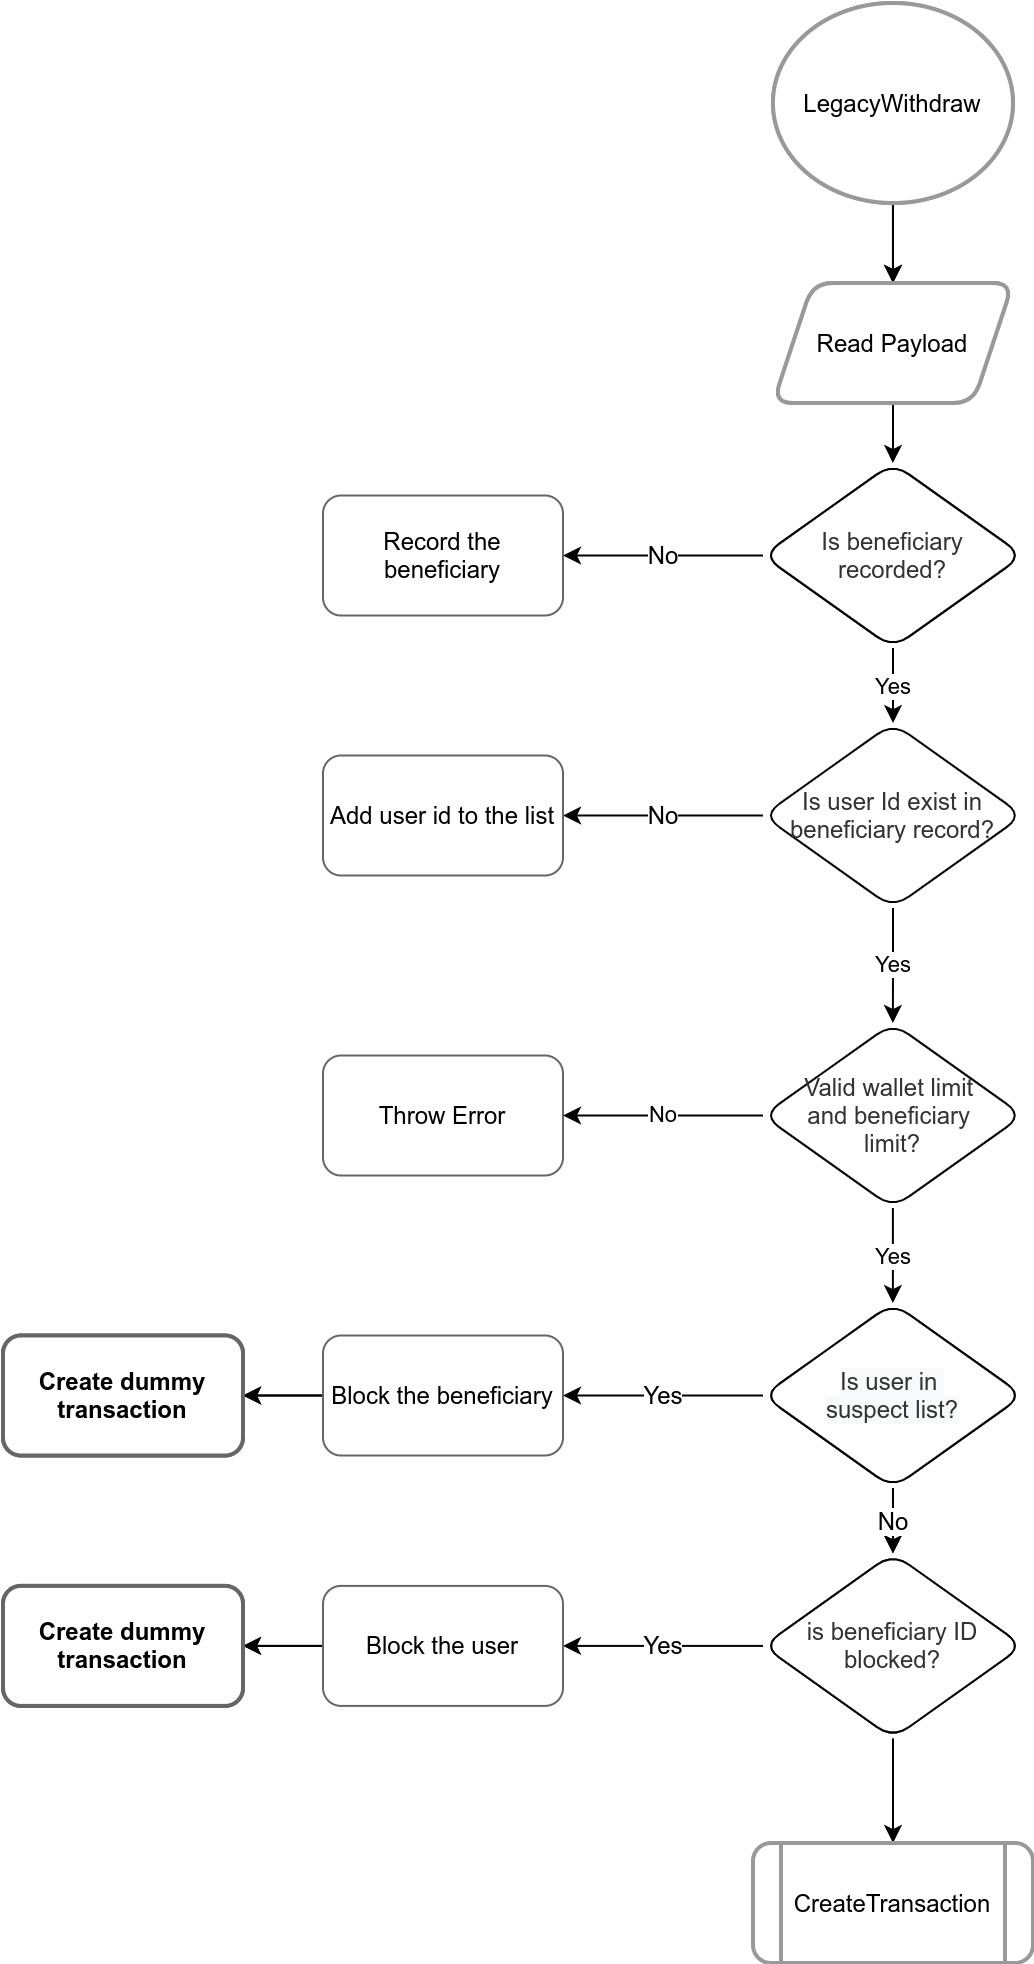 LegacyWithdraw
Read Payload
Is beneficiary
recorded?
No
Record the
beneficiary
Yes
Is user Id exist in
beneficiary record?
No
Add user id to the list
Yes
Valid wallet limit
and beneficiary
limit?
No
Throw Error
Yes
Is user in
suspect list?
Yes
Block the beneficiary
Create dummy
transaction
No
is beneficiary ID
blocked?
Yes
Block the user
Create dummy
transaction
CreateTransaction